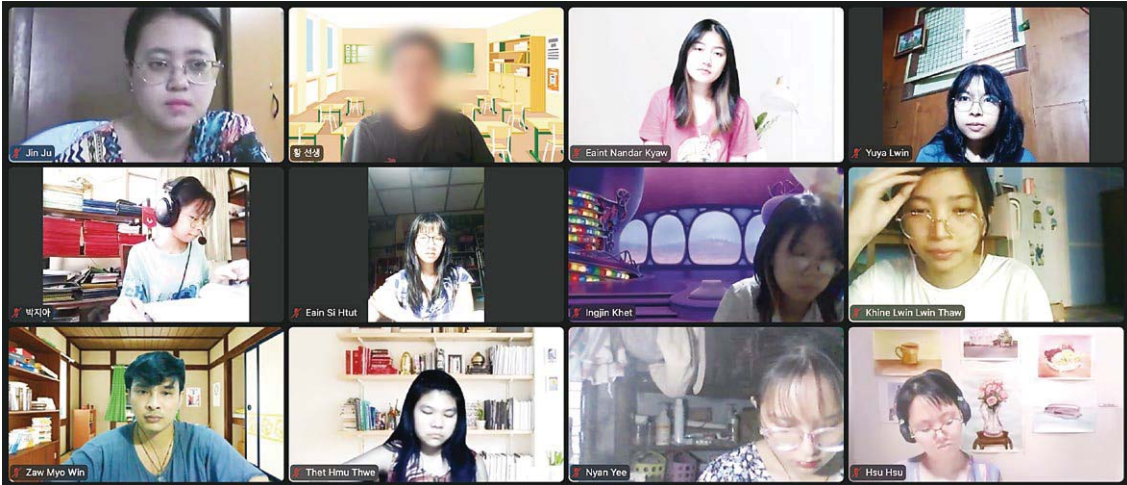 Jin Ju
황 선생
Eaint Nandar Kyaw
Yuya Lwin
박지아
Eain Si Htut
Ingjin Khet
Khine Lwin Lwin Thaw
Zaw Myo Win
Thet Hmu Thwe
Nyan Yee
Hsu Hsu